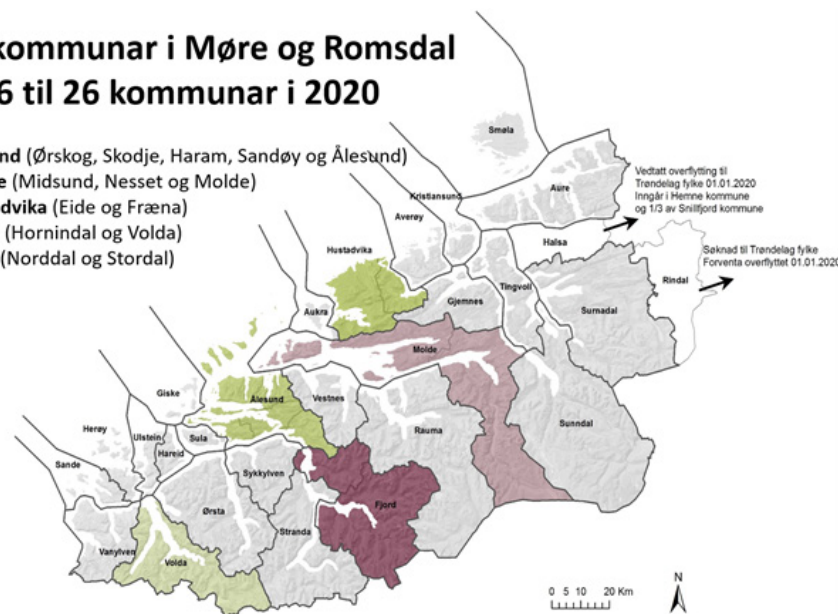 kommunar i Møre og Romsdal
6 til 26 kommunar i 2020
nd (Ørskog, Skodje, Haram, Sandøy og Ålesund)
e (Midsund, Nesset og Molde)
dvika (Eide og Fræna)
(Hornindal og Volda)
(Norddal og Stordal)
Smøla
Vedtatt overflytting til
Trøndelag fylke 01.01.2020
Inngår i Hemne kommune
og 1/3 av Snillfjord kommune
Aure
Kristiansund
Averøy
Halsa
Søknad til Trøndelag fylke
Forventa overflyttet 01.01.2020
Hustadvika
Rindal
Tingvoll
Gjemnes
Surnadal
Aukra
Molde
Giske
Ålesund
Vestnes
Sunndal
Herøy
Rauma
Ulstein
Sula
Hareid
Sande
Sykkylven
Ørsta
Fjord
Stranda
Vanylven
Volda
N
0 5 10 20 Km